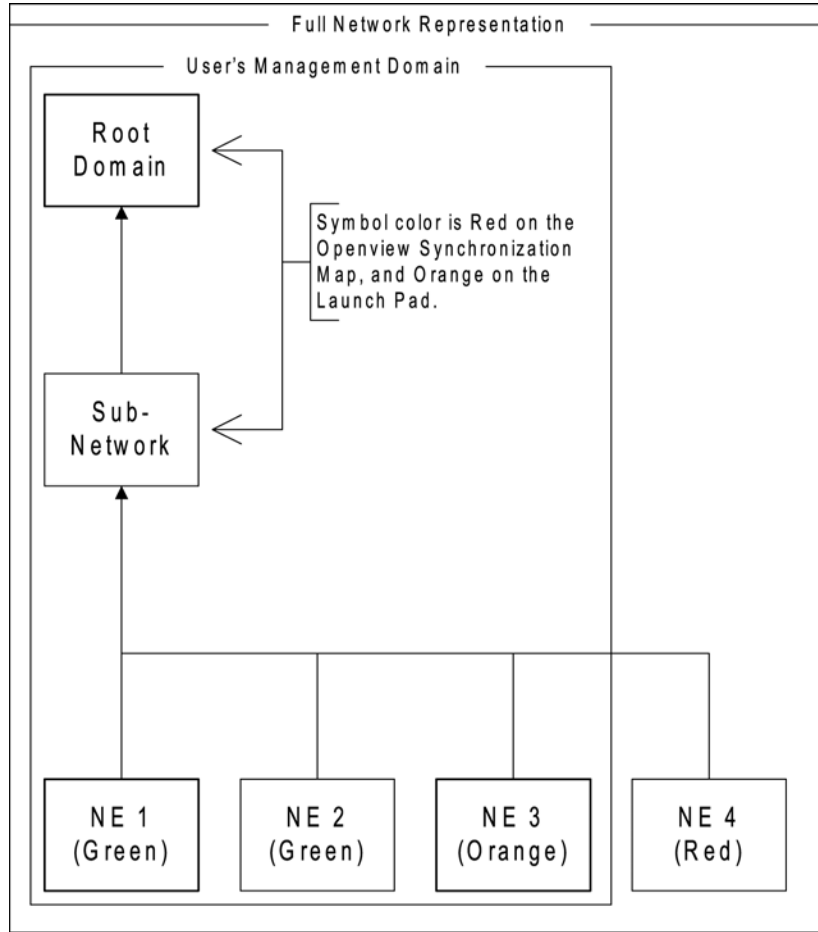 Full Network Representation
User's Management Domain
Root
Domain
Symbol color is Red on the
Openview Synchronization
Map, and Orange on the
Launch Pad.
Sub-
Network
NE 1
(Green)
NE 2
(Green)
NE 3
(Orange)
NE 4
(Red)